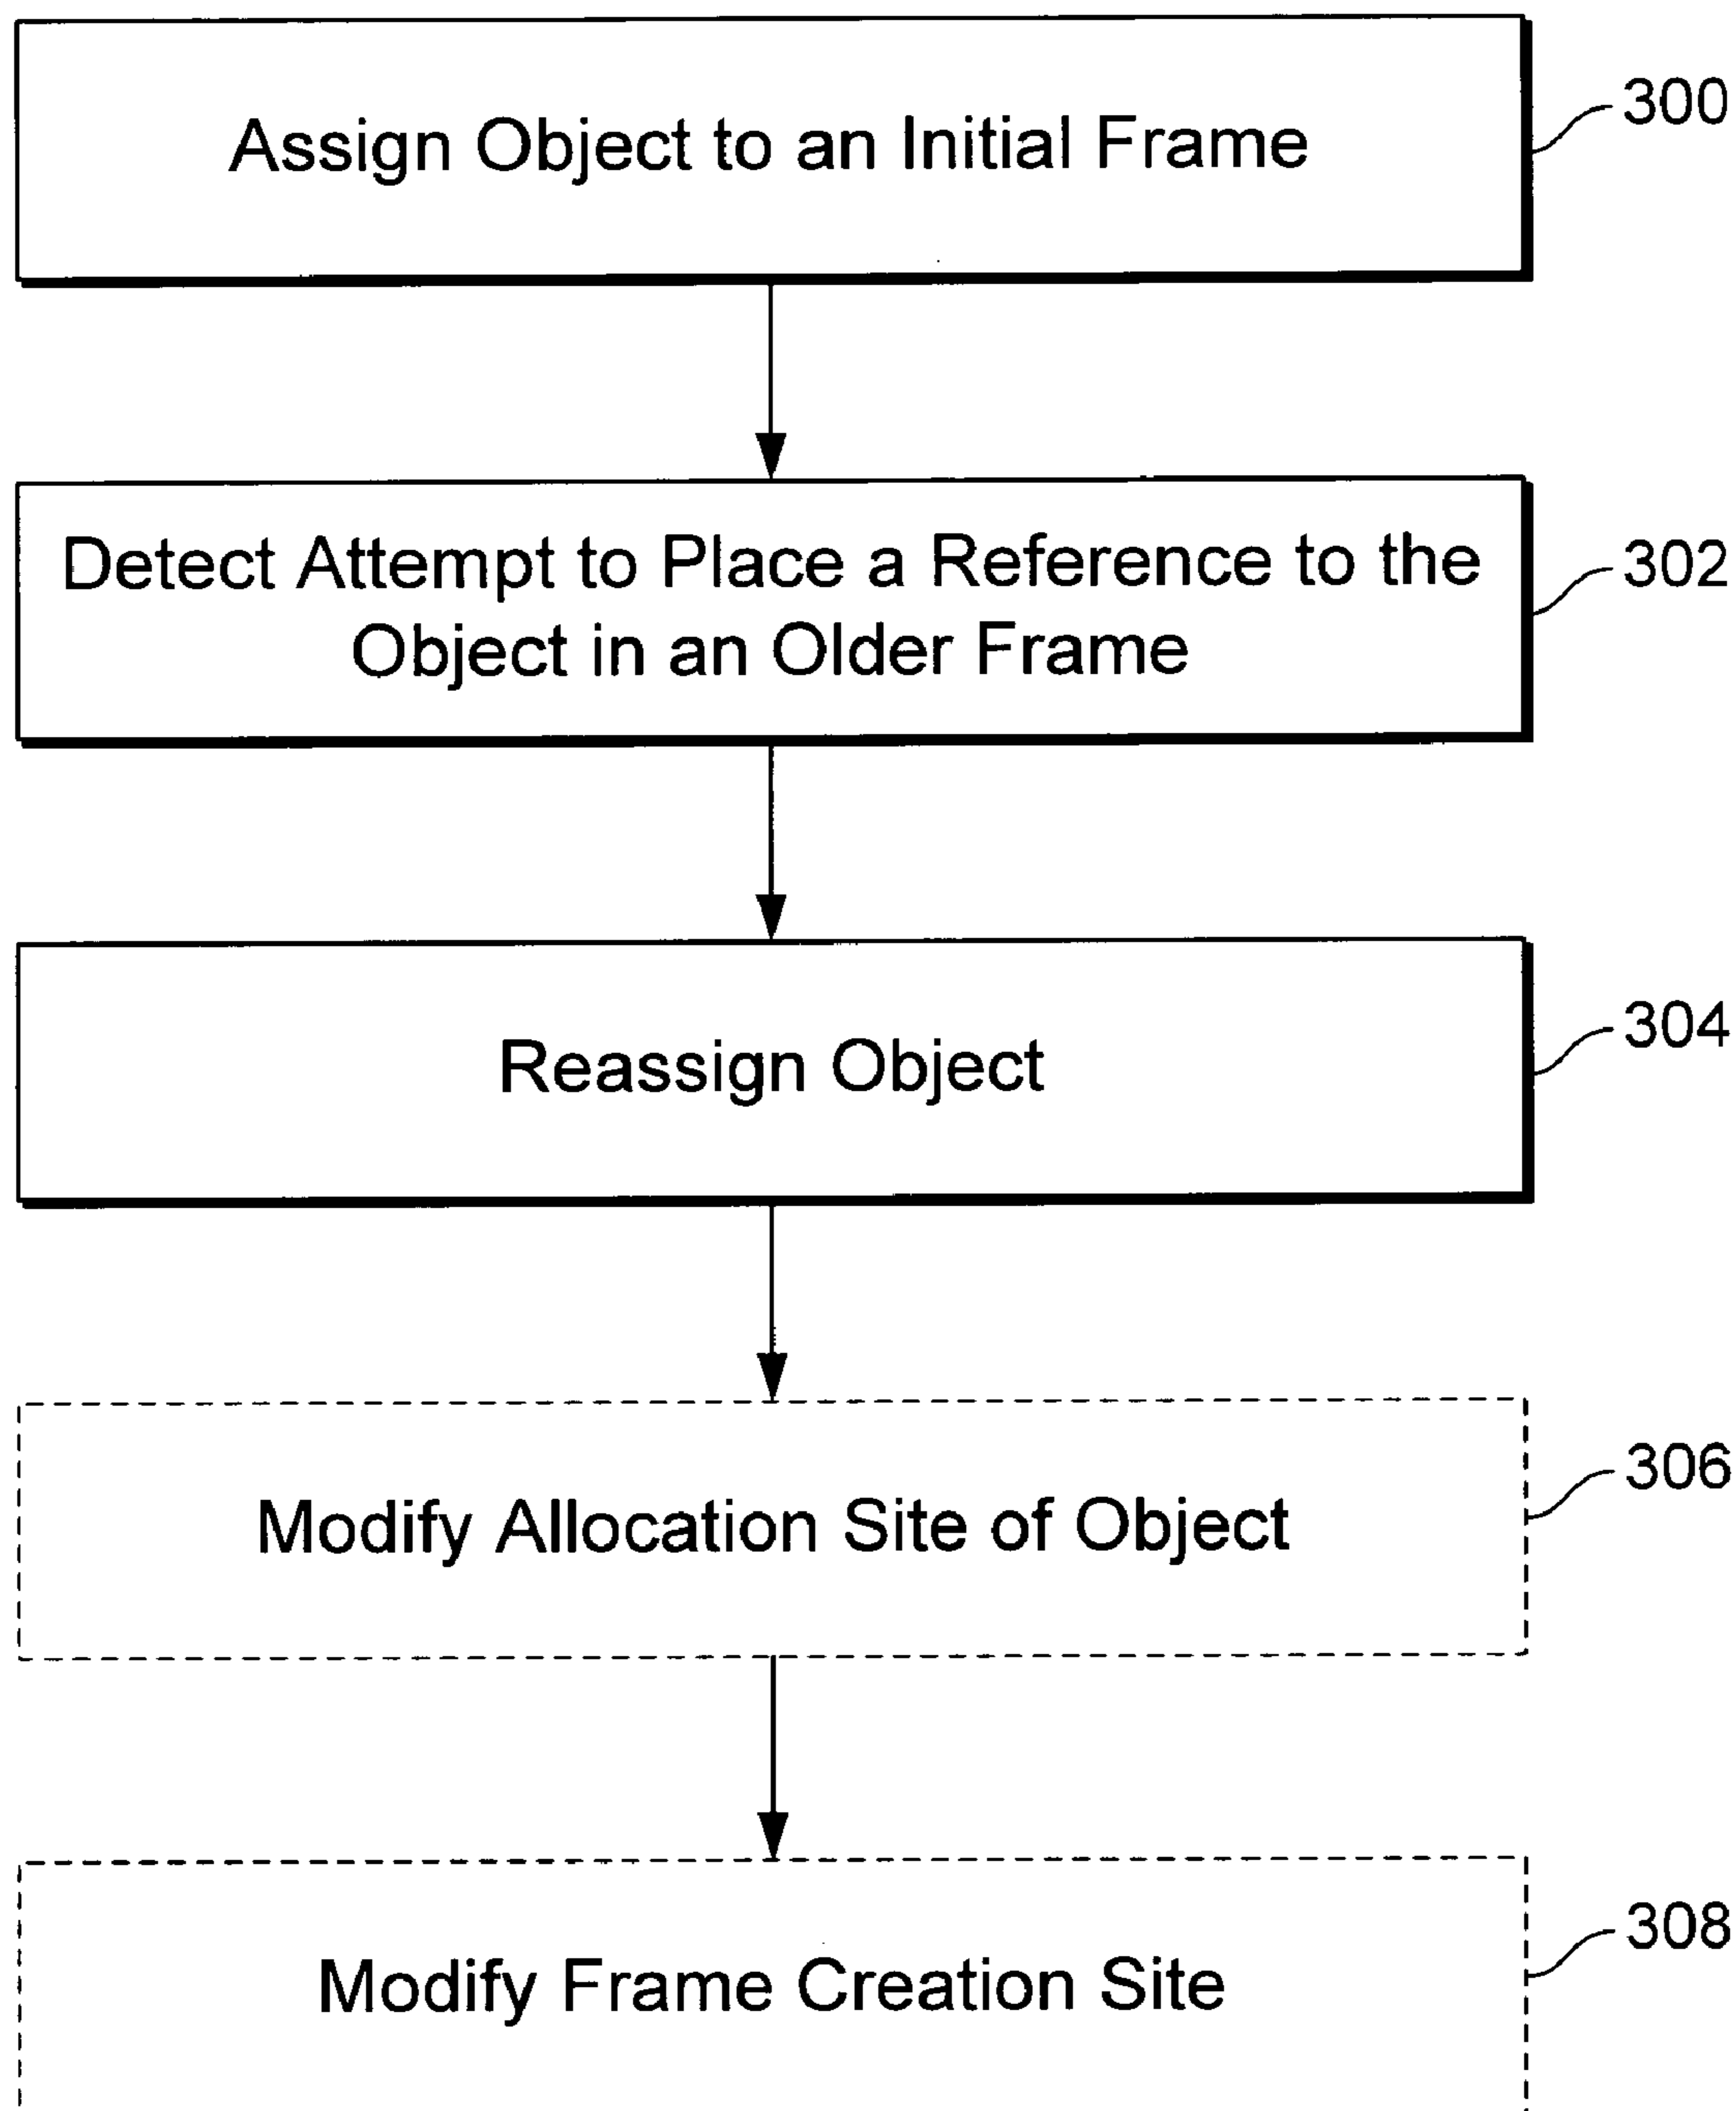 Assign Object to an Initial Frame
300
Detect Attempt to Place a Reference to the
Object in an Older Frame
302
Reassign Object
304
Modify Allocation Site of Object
306
Modify Frame Creation Site
308